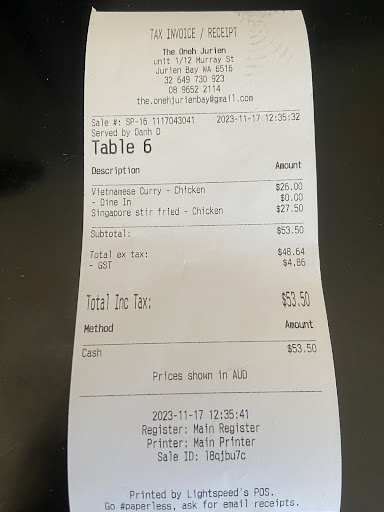 TAX INVOICE / RECEIPT
The Oneh Jurien
unit 1/12 Murray St
Jurien Bay WA 6516
32 649 730 923
08 9652 2114
the.onehjurienbay@gmail.com
Sale #: SP-16 1117043041 2023-11-17 12:35:32
Served by Danh D
Table 6
Description Amount
Vietnamese Curry - Chicken $26.00
- Dine In $0.00
Singapore stir fried - Chicken $27.50
Subtotal: $53.50
Total ex tax: $48.64
- GST $4.86
Total Inc Tax: $53.50
Method Amount
Cash $53.50
Prices shown in AUD
2023-11-17 12:35:41
Register: Main Register
Printer: Main Printer
Sale ID: l8qjbu7c
Printed by Lightspeed's POS.
Go #paperless, ask for email receipts.